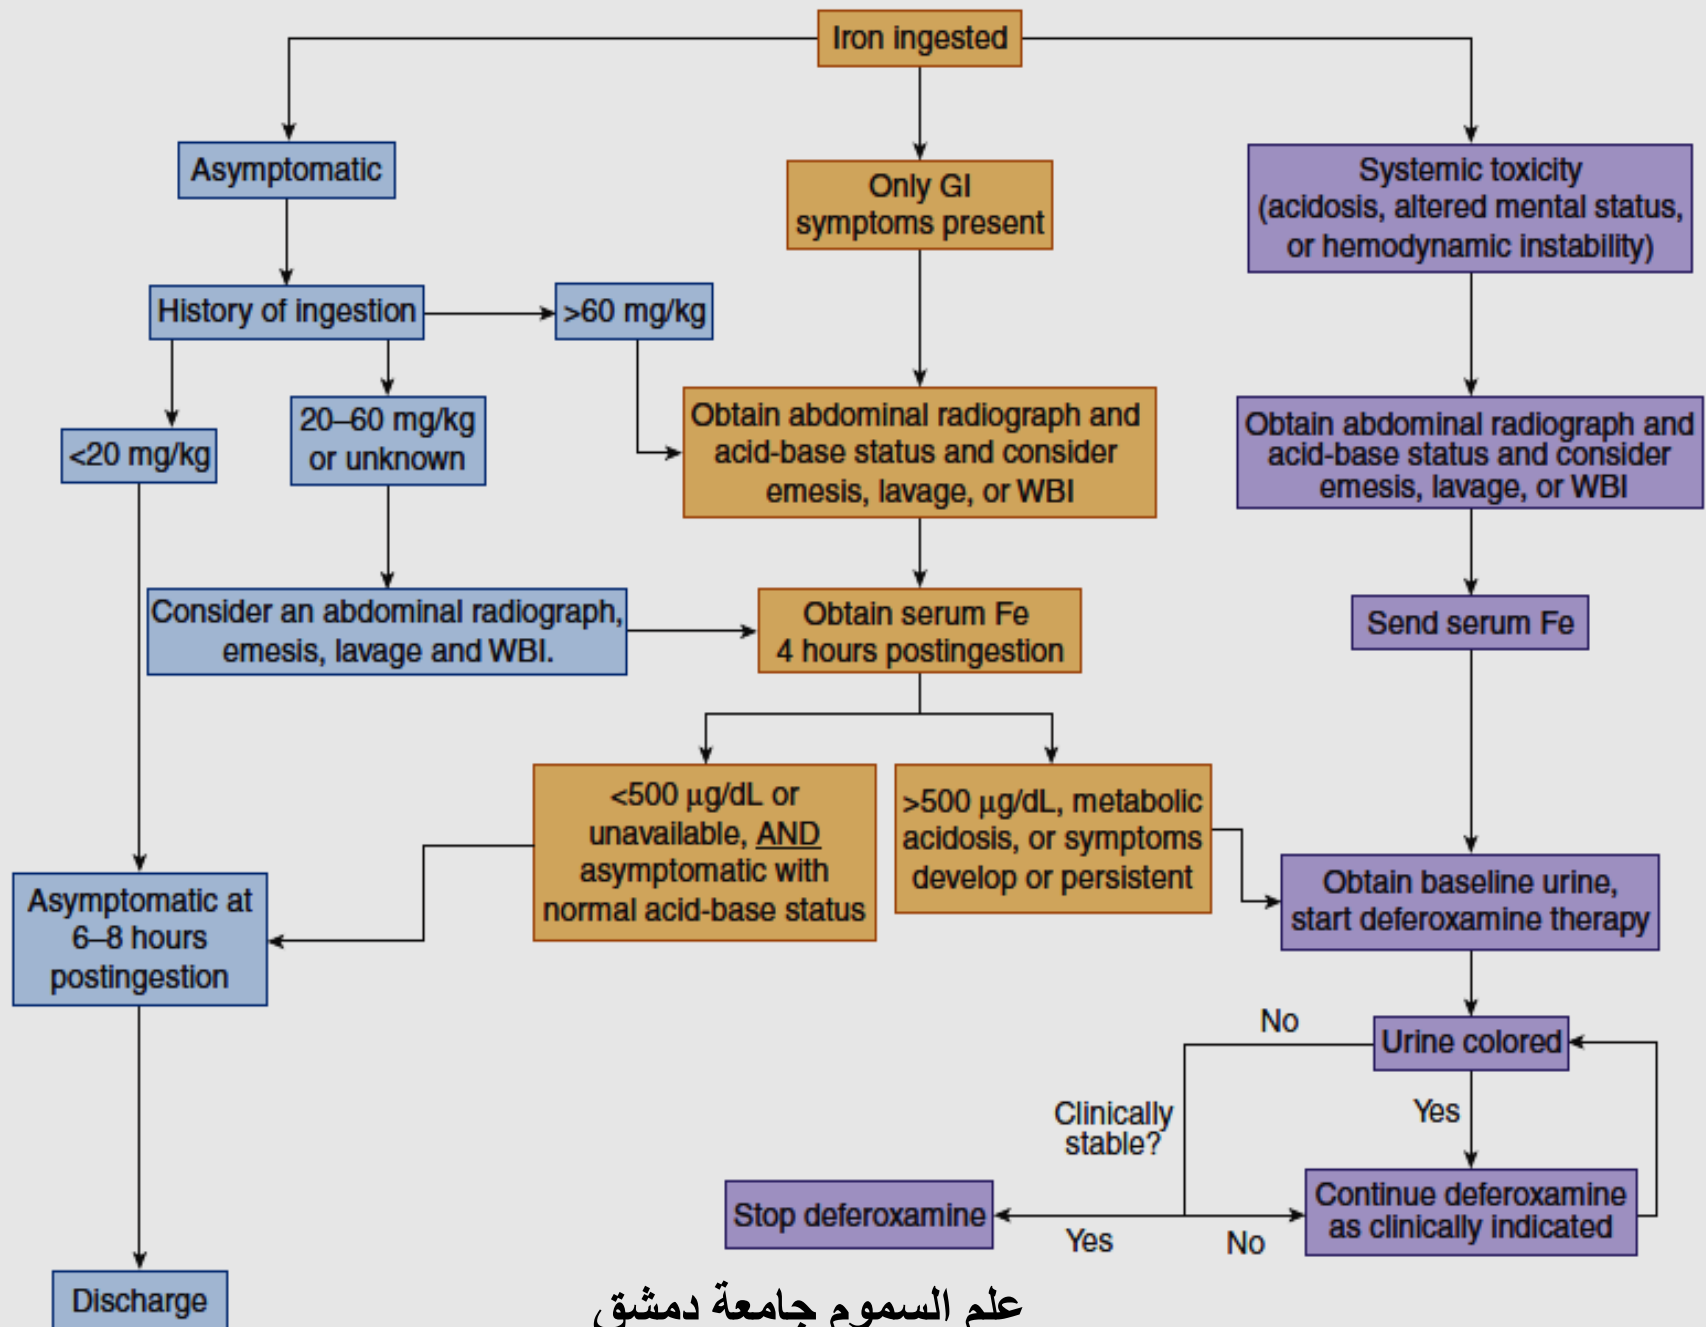 Iron ingested
Asymptomatic
Only GI
symptoms present
Systemic toxicity
(acidosis, altered mental status,
or hemodynamic instability)
History of ingestion
>60 mg/kg
<20 mg/kg
20–60 mg/kg
or unknown
Obtain abdominal radiograph and
acid-base status and consider
emesis, lavage, or WBI
Obtain abdominal radiograph and
acid-base status and consider
emesis, lavage, or WBI
Consider an abdominal radiograph,
emesis, lavage and WBI.
Obtain serum Fe
4 hours postingestion
Send serum Fe
<500 µg/dL or
unavailable, AND
asymptomatic with
normal acid-base status
>500 µg/dL, metabolic
acidosis, or symptoms
develop or persistent
Asymptomatic at
6–8 hours
postingestion
Obtain baseline urine,
start deferoxamine therapy
No
Urine colored
Clinically
stable?
Yes
Stop deferoxamine
Yes
No
Continue deferoxamine
as clinically indicated
Discharge
علم السموم جامعة دمشق